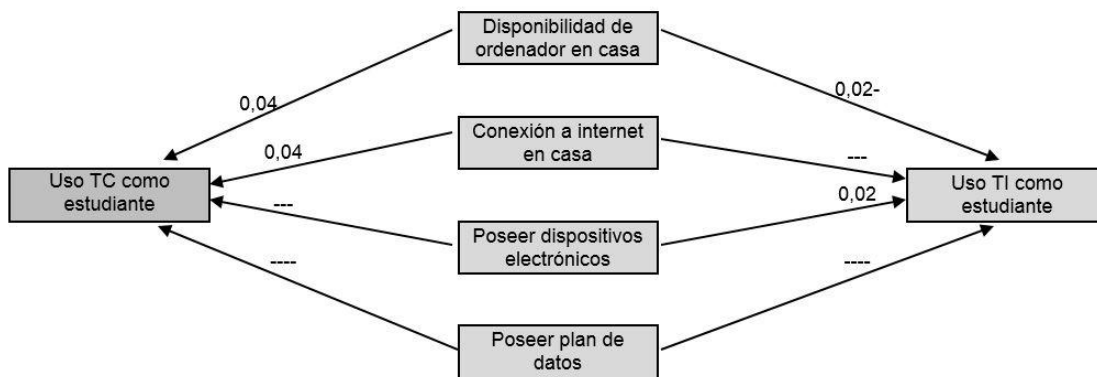 Disponibilidad de
ordenador en casa
0,04
0,02-
Conexión a internet
en casa
0,04
---
Uso TC como
estudiante
Uso TI como
estudiante
---
0,02
Poseer dispositivos
electrónicos
----
----
Poseer plan de
datos